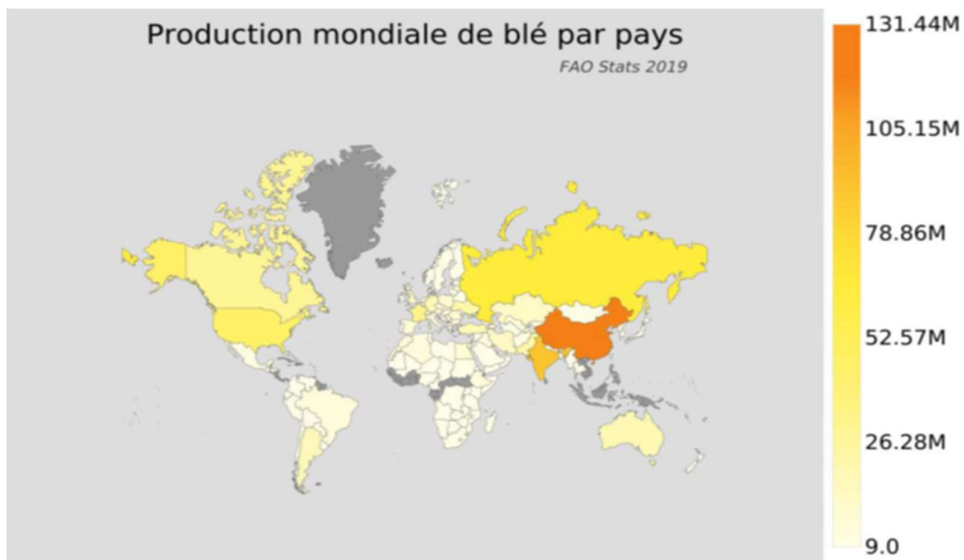 Production mondiale de blé par pays
FAO Stats 2019
131.44M
105.15M
78.86M
52.57M
26.28M
9.0